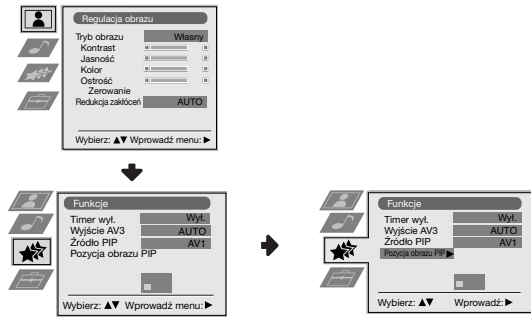 Regulacja obrazu
Tryb obrazu Własny
Kontrast
Jasność
Kolor
Ostrość
Zerowanie
Redukcja zakłóceń AUTO
Wybierz: ▲▼ Wprowadź menu: ▶
Funkcje
Timer wył. Wył.
Wyjście AV3 AUTO
Źródło PIP AV1
Pozycja obrazu PIP
Wybierz: ▲▼ Wprowadź menu: ▶
Funkcje
Timer wył. Wył.
Wyjście AV3 AUTO
Źródło PIP AV1
Pozycja obrazu PIP ▶
Wybierz: ▲▼ Wprowadź: ▶